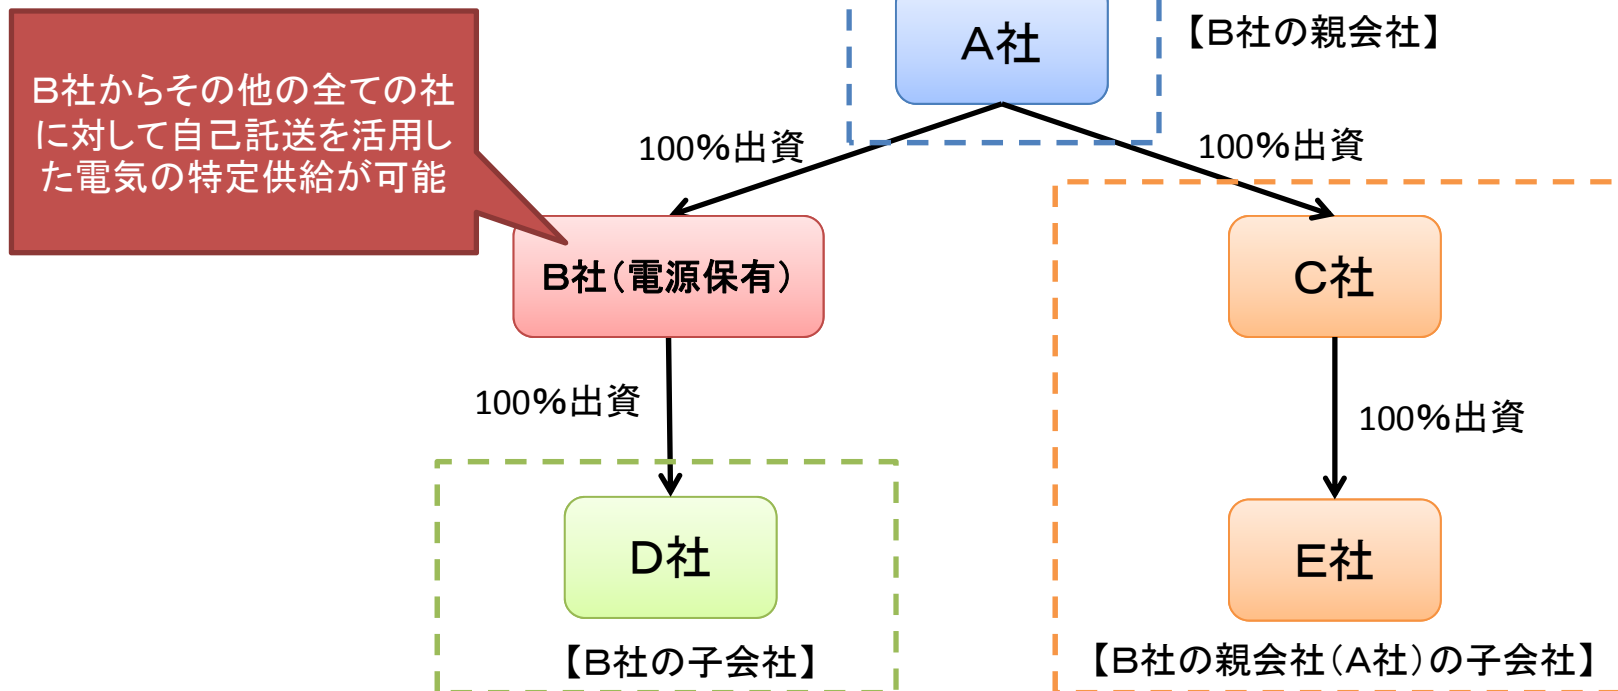 A社
【B社の親会社】
B社からその他の全ての社
に対して自己託送を活用し
た電気の特定供給が可能
100%出資
100%出資
B社(電源保有)
C社
100%出資
100%出資
D社
E社
【B社の子会社】
【B社の親会社(A社)の子会社】